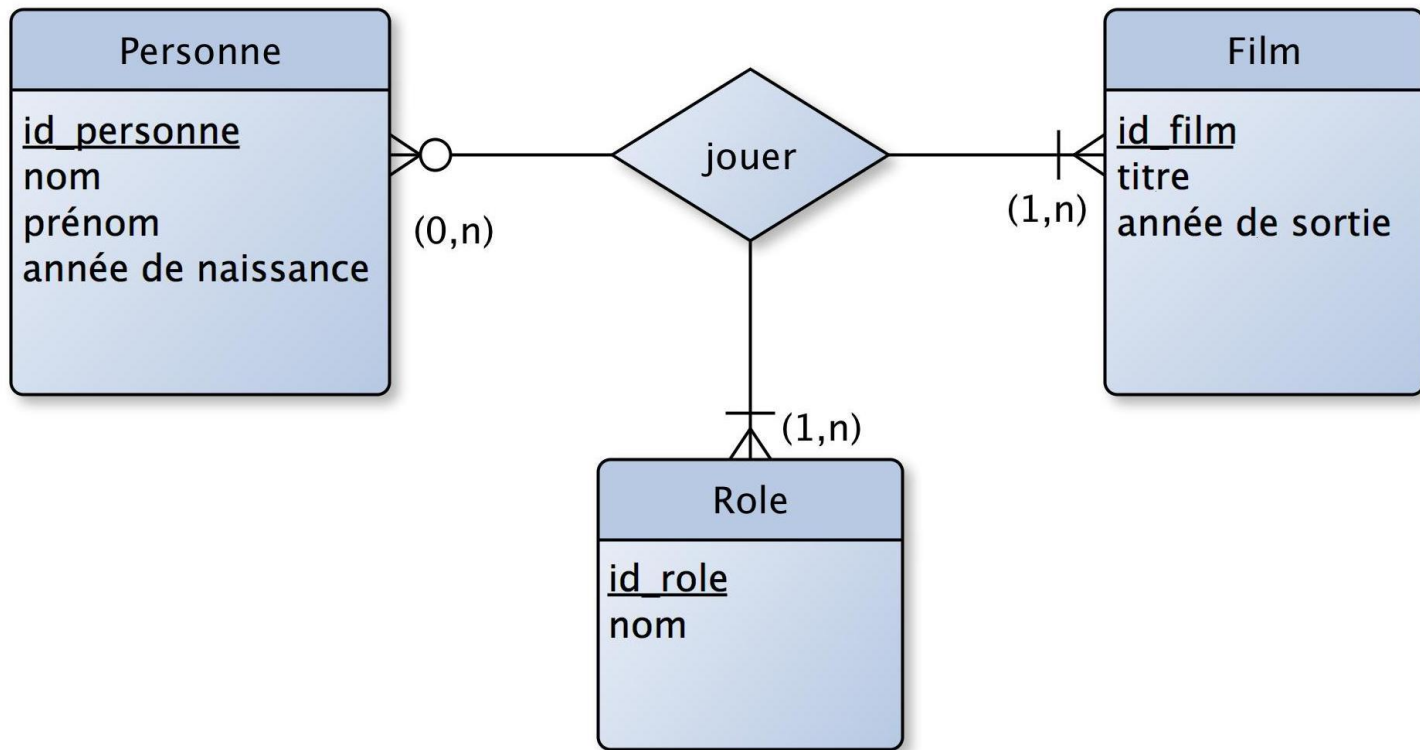 Personne
id_personne
nom
prénom
année de naissance
(0,n)
jouer
(1,n)
Film
id_film
titre
année de sortie
(1,n)
Role
id_role
nom